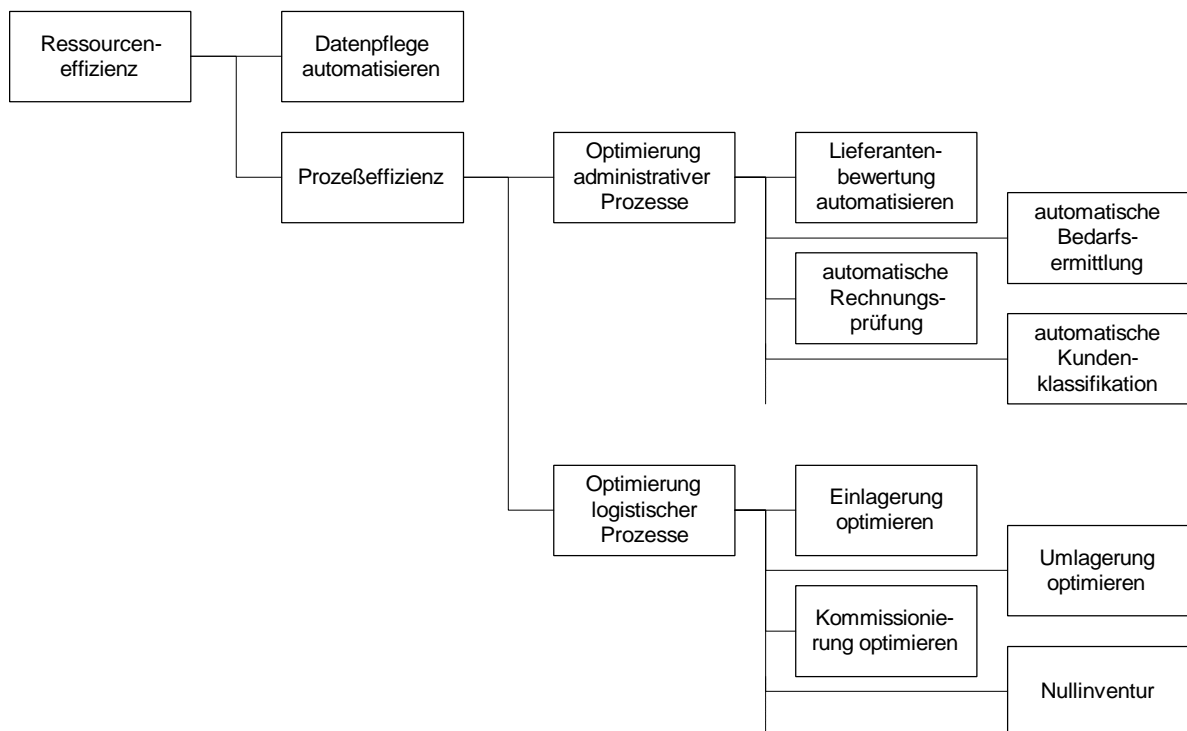 Ressourcen-
effizienz
Datenpflege
automatisieren
Prozeßeffizienz
Optimierung
administrativer
Prozesse
Lieferanten-
bewertung
automatisieren
automatische
Bedarfs-
ermittlung
automatische
Rechnungs-
prüfung
automatische
Kunden-
klassifikation
Optimierung
logistischer
Prozesse
Einlagerung
optimieren
Umlagerung
optimieren
Kommissionie-
rung optimieren
Nullinventur